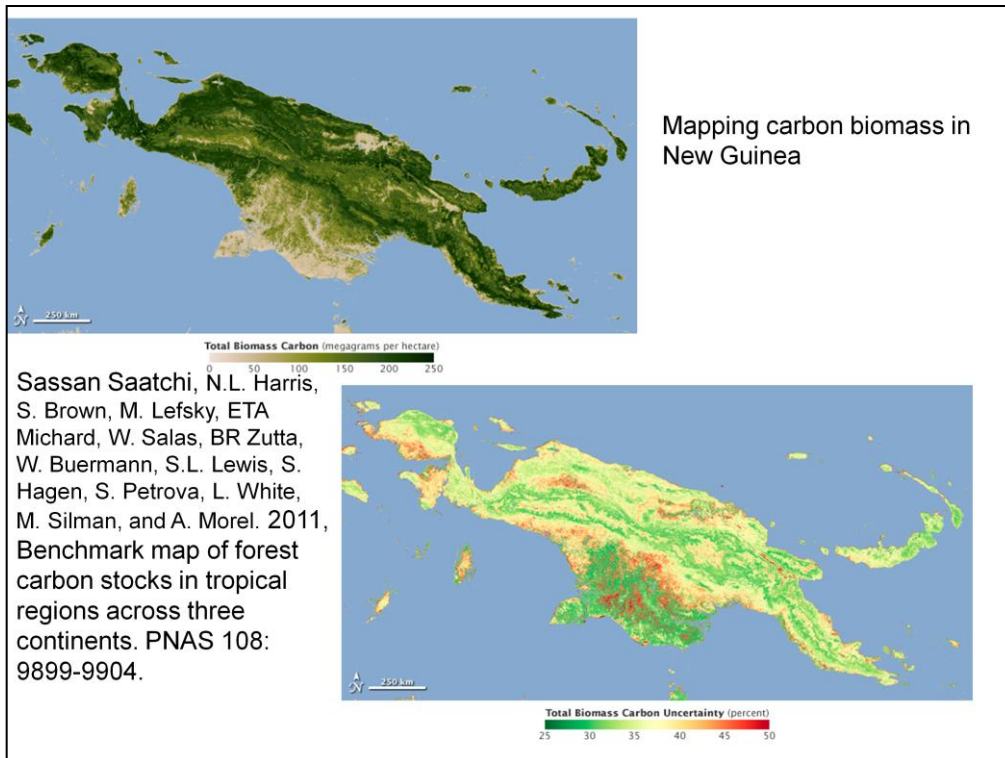 Mapping carbon biomass in
New Guinea
N
250 km
Total Biomass Carbon (megagrams per hectare)
0 50 100 150 200 250
Sassan Saatchi, N.L. Harris,
S. Brown, M. Lefsky, ETA
Michard, W. Salas, BR Zutta,
W. Buermann, S.L. Lewis, S.
Hagen, S. Petrova, L. White,
M. Silman, and A. Morel. 2011,
Benchmark map of forest
carbon stocks in tropical
regions across three
continents. PNAS 108:
9899-9904.
N
250 km
Total Biomass Carbon Uncertainty (percent)
25 30 35 40 45 50